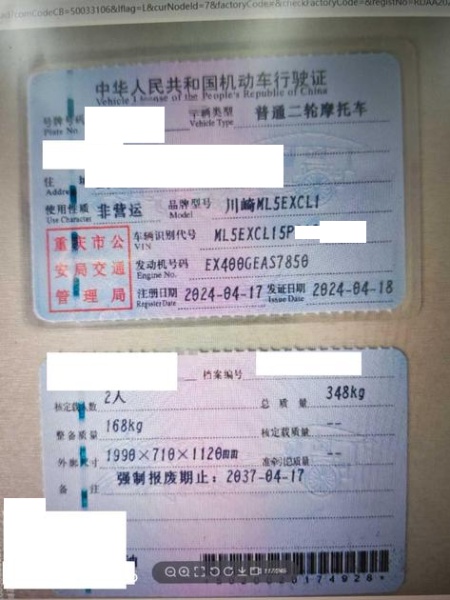 中华人民共和国机动车行驶证
Vehicle License of the People's Republic of China
号牌号码
Plate No.
车辆类型 普通二轮摩托车
Vehicle Type
住
使用性质 非营运 品牌型号 川崎ML5EXCL1
Use Character Model
重庆市公
安局交通
管理局
车辆识别代号 ML5EXCL15P
VIN
发动机号码 EX400GEAS7850
Engine No.
注册日期 2024-04-17 发证日期 2024-04-18
Register Date Issue Date
档案编号
核定载人数 2人 总质量 348kg
整备质量 168kg 核定载质量 --
外廓尺寸 1990×710×1120mm 准牵引总质量 --
备注 强制报废期止：2037-04-17